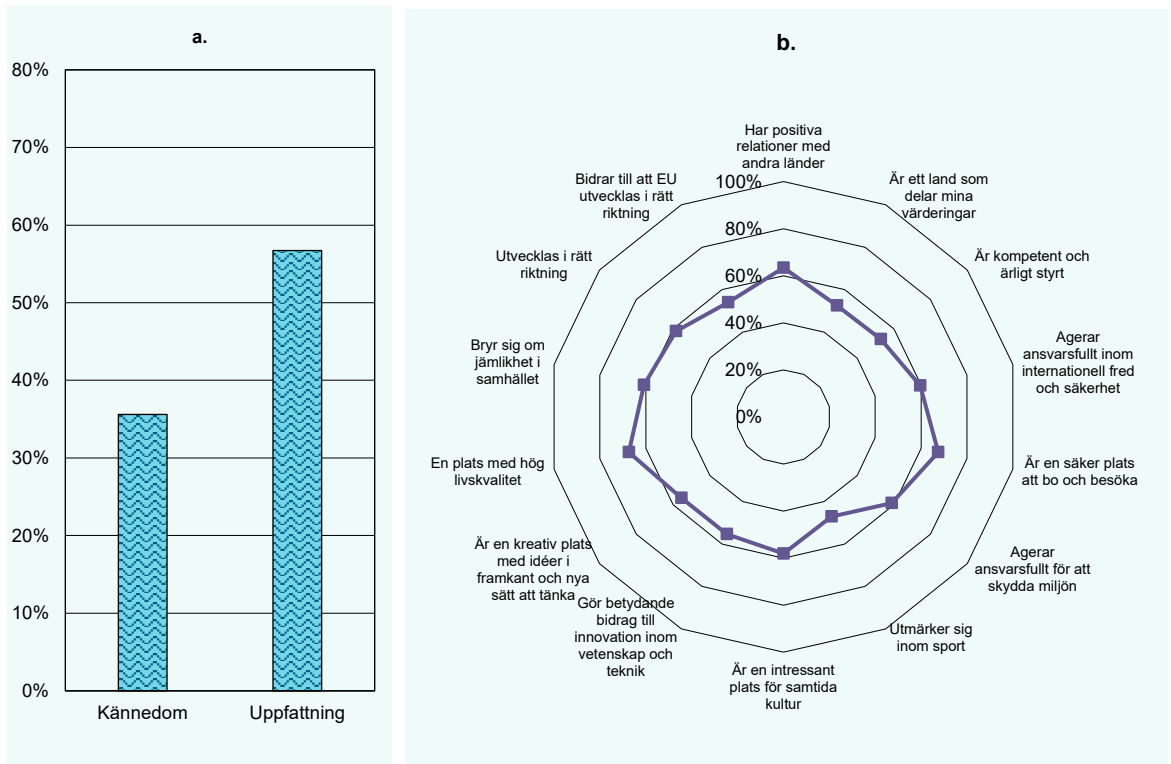 a.
80%
70%
60%
50%
40%
30%
20%
10%
0%
Kännedom
Uppfattning
b.
Har positiva
relationer med
andra länder
Är ett land som
delar mina
värderingar
Är kompetent och
ärligt styrt
Agerar
ansvarsfullt inom
internationell fred
och säkerhet
Är en säker plats
att bo och besöka
Agerar
ansvarsfullt för att
skydda miljön
Utmärker sig
inom sport
Är en intressant
plats för samtida
kultur
Gör betydande
bidrag till
innovation inom
vetenskap och
teknik
Är en kreativ plats
med idéer i
framkant och nya
sätt att tänka
En plats med hög
livskvalitet
Bryr sig om
jämlikhet i
samhället
Utvecklas i rätt
riktning
Bidrar till att EU
utvecklas i rätt
riktning
100%
80%
60%
40%
20%
0%